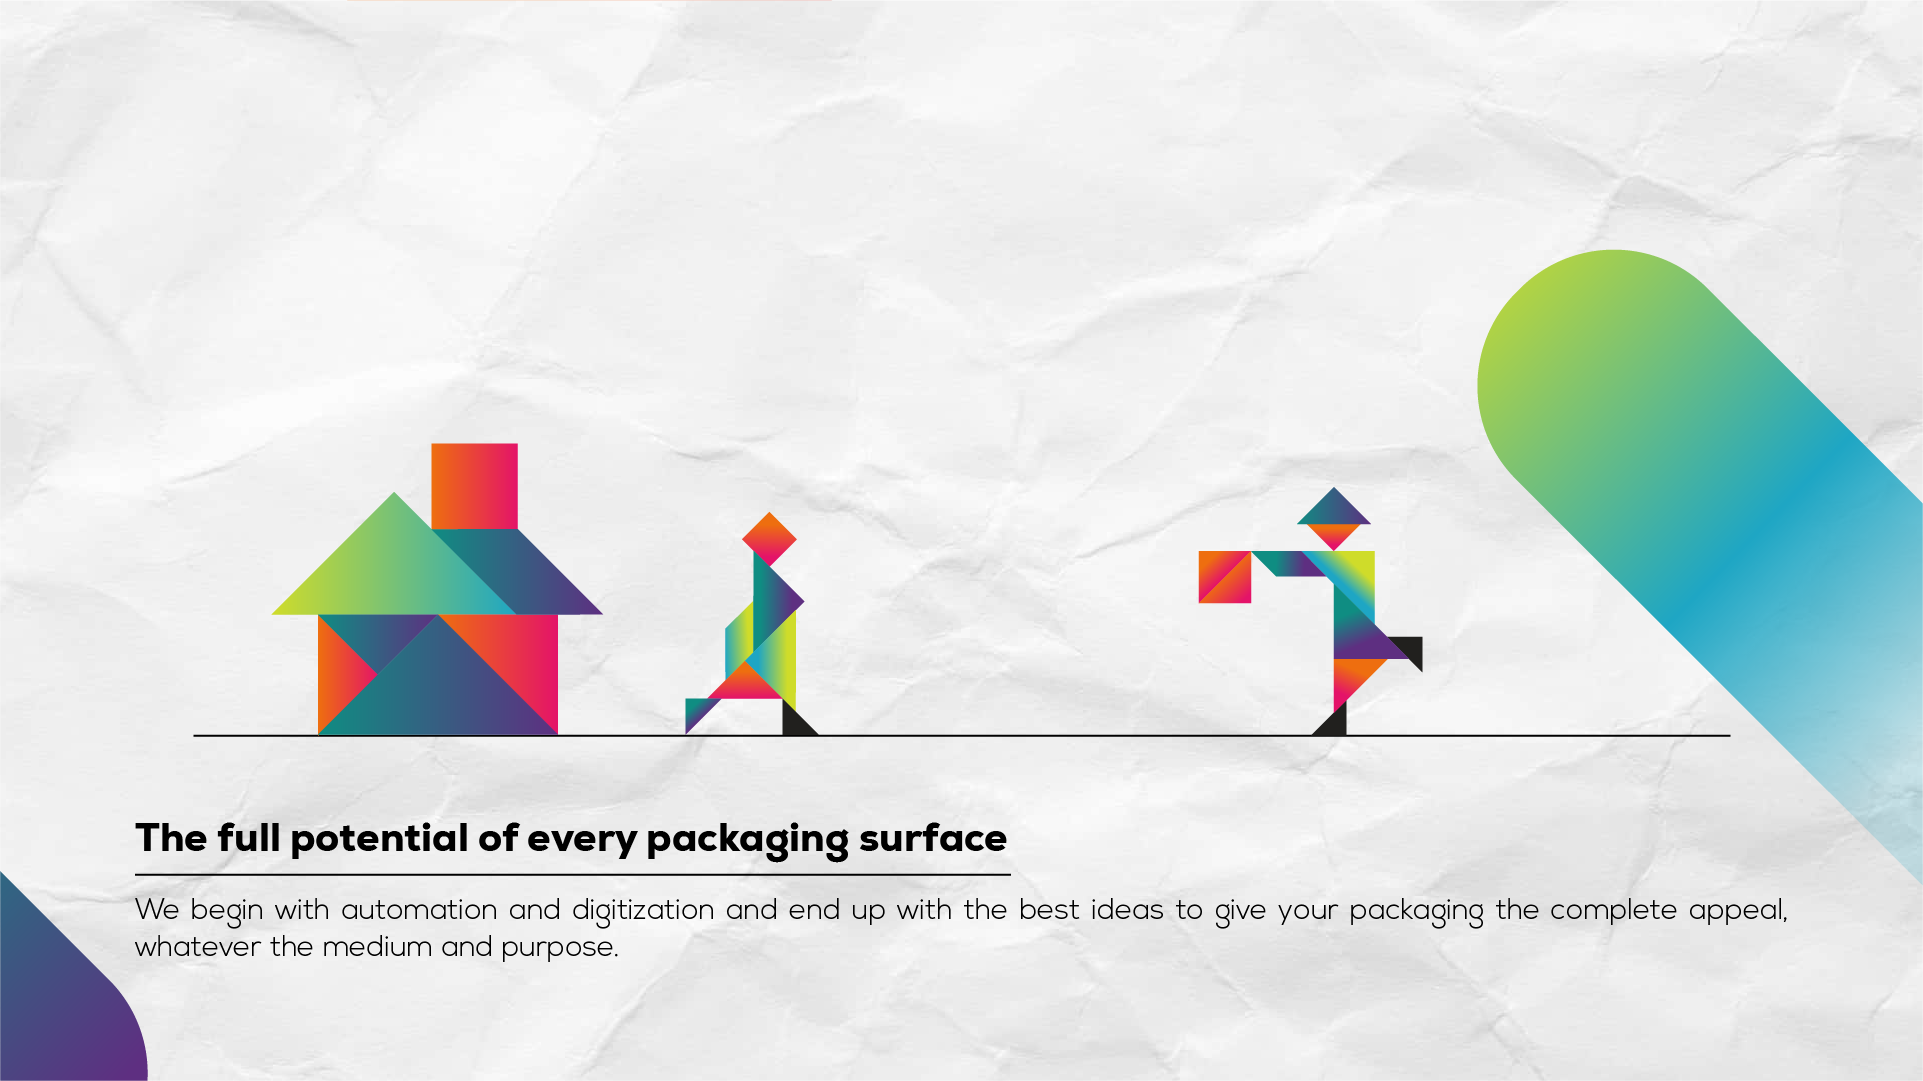 The full potential of every packaging surface
We begin with automation and digitization and end up with the best ideas to give your packaging the complete appeal,
whatever the medium and purpose.